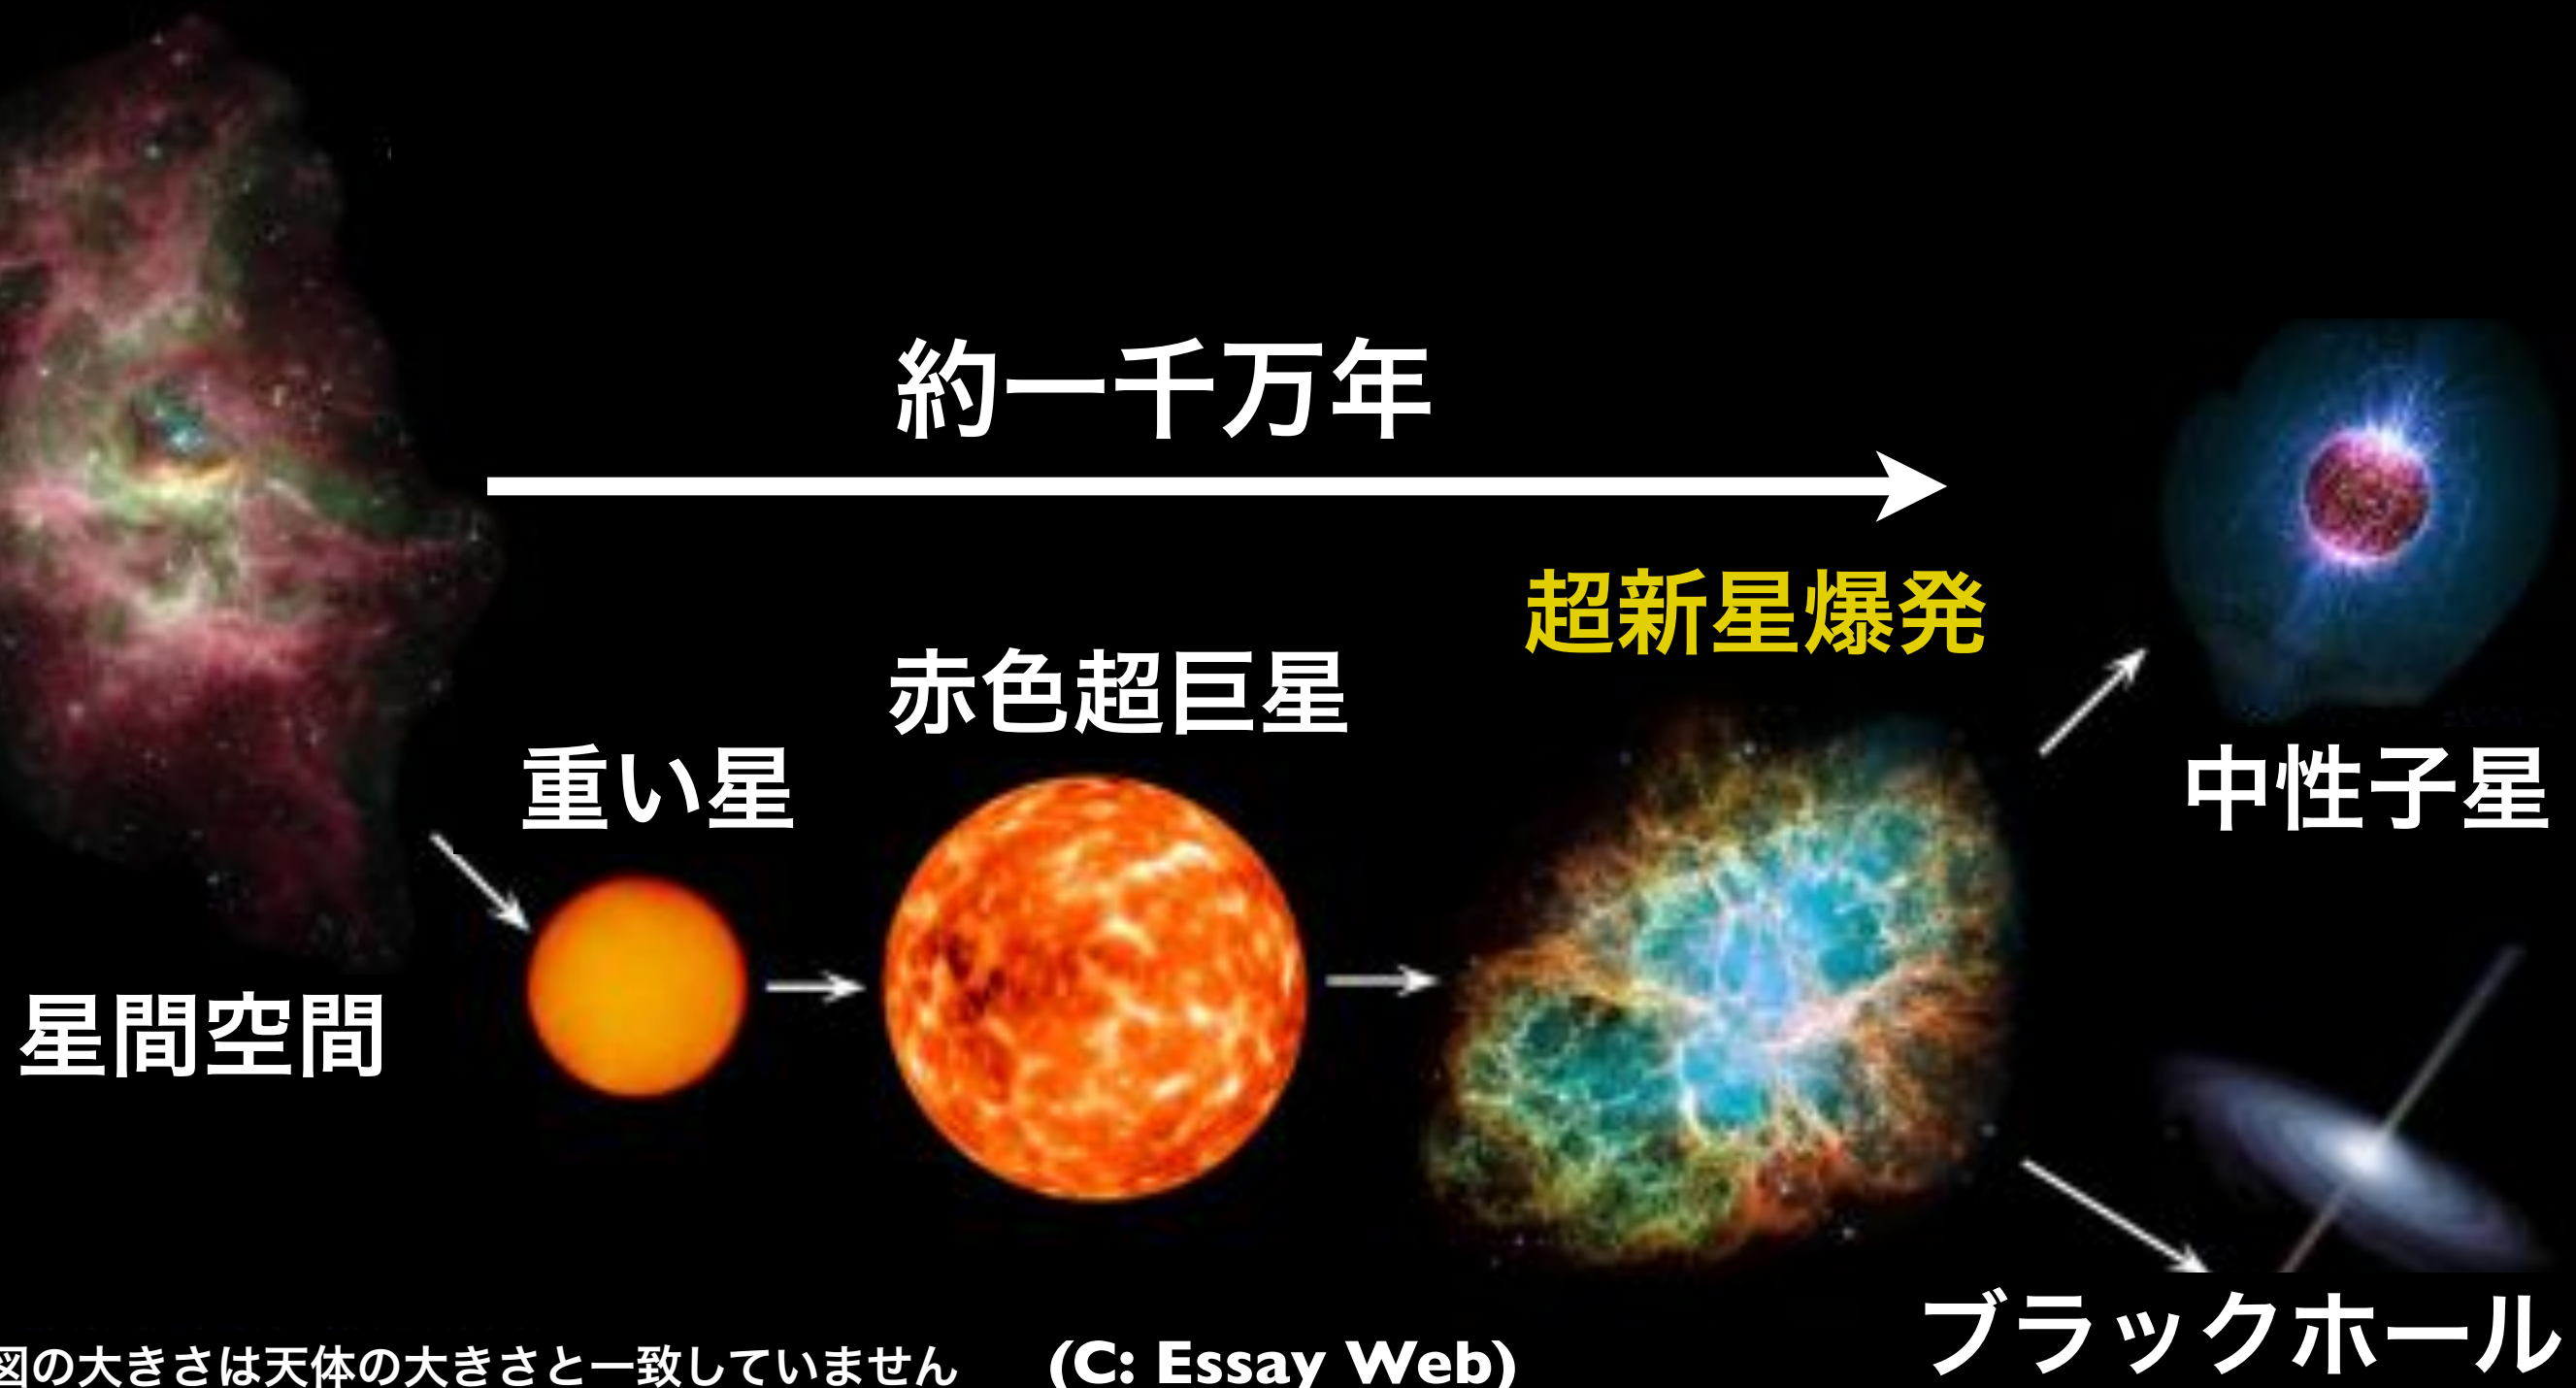 約一千万年
超新星爆発
赤色超巨星
重い星
中性子星
星間空間
ブラックホール
図の大きさは天体の大きさと一致していません (C: Essay Web)